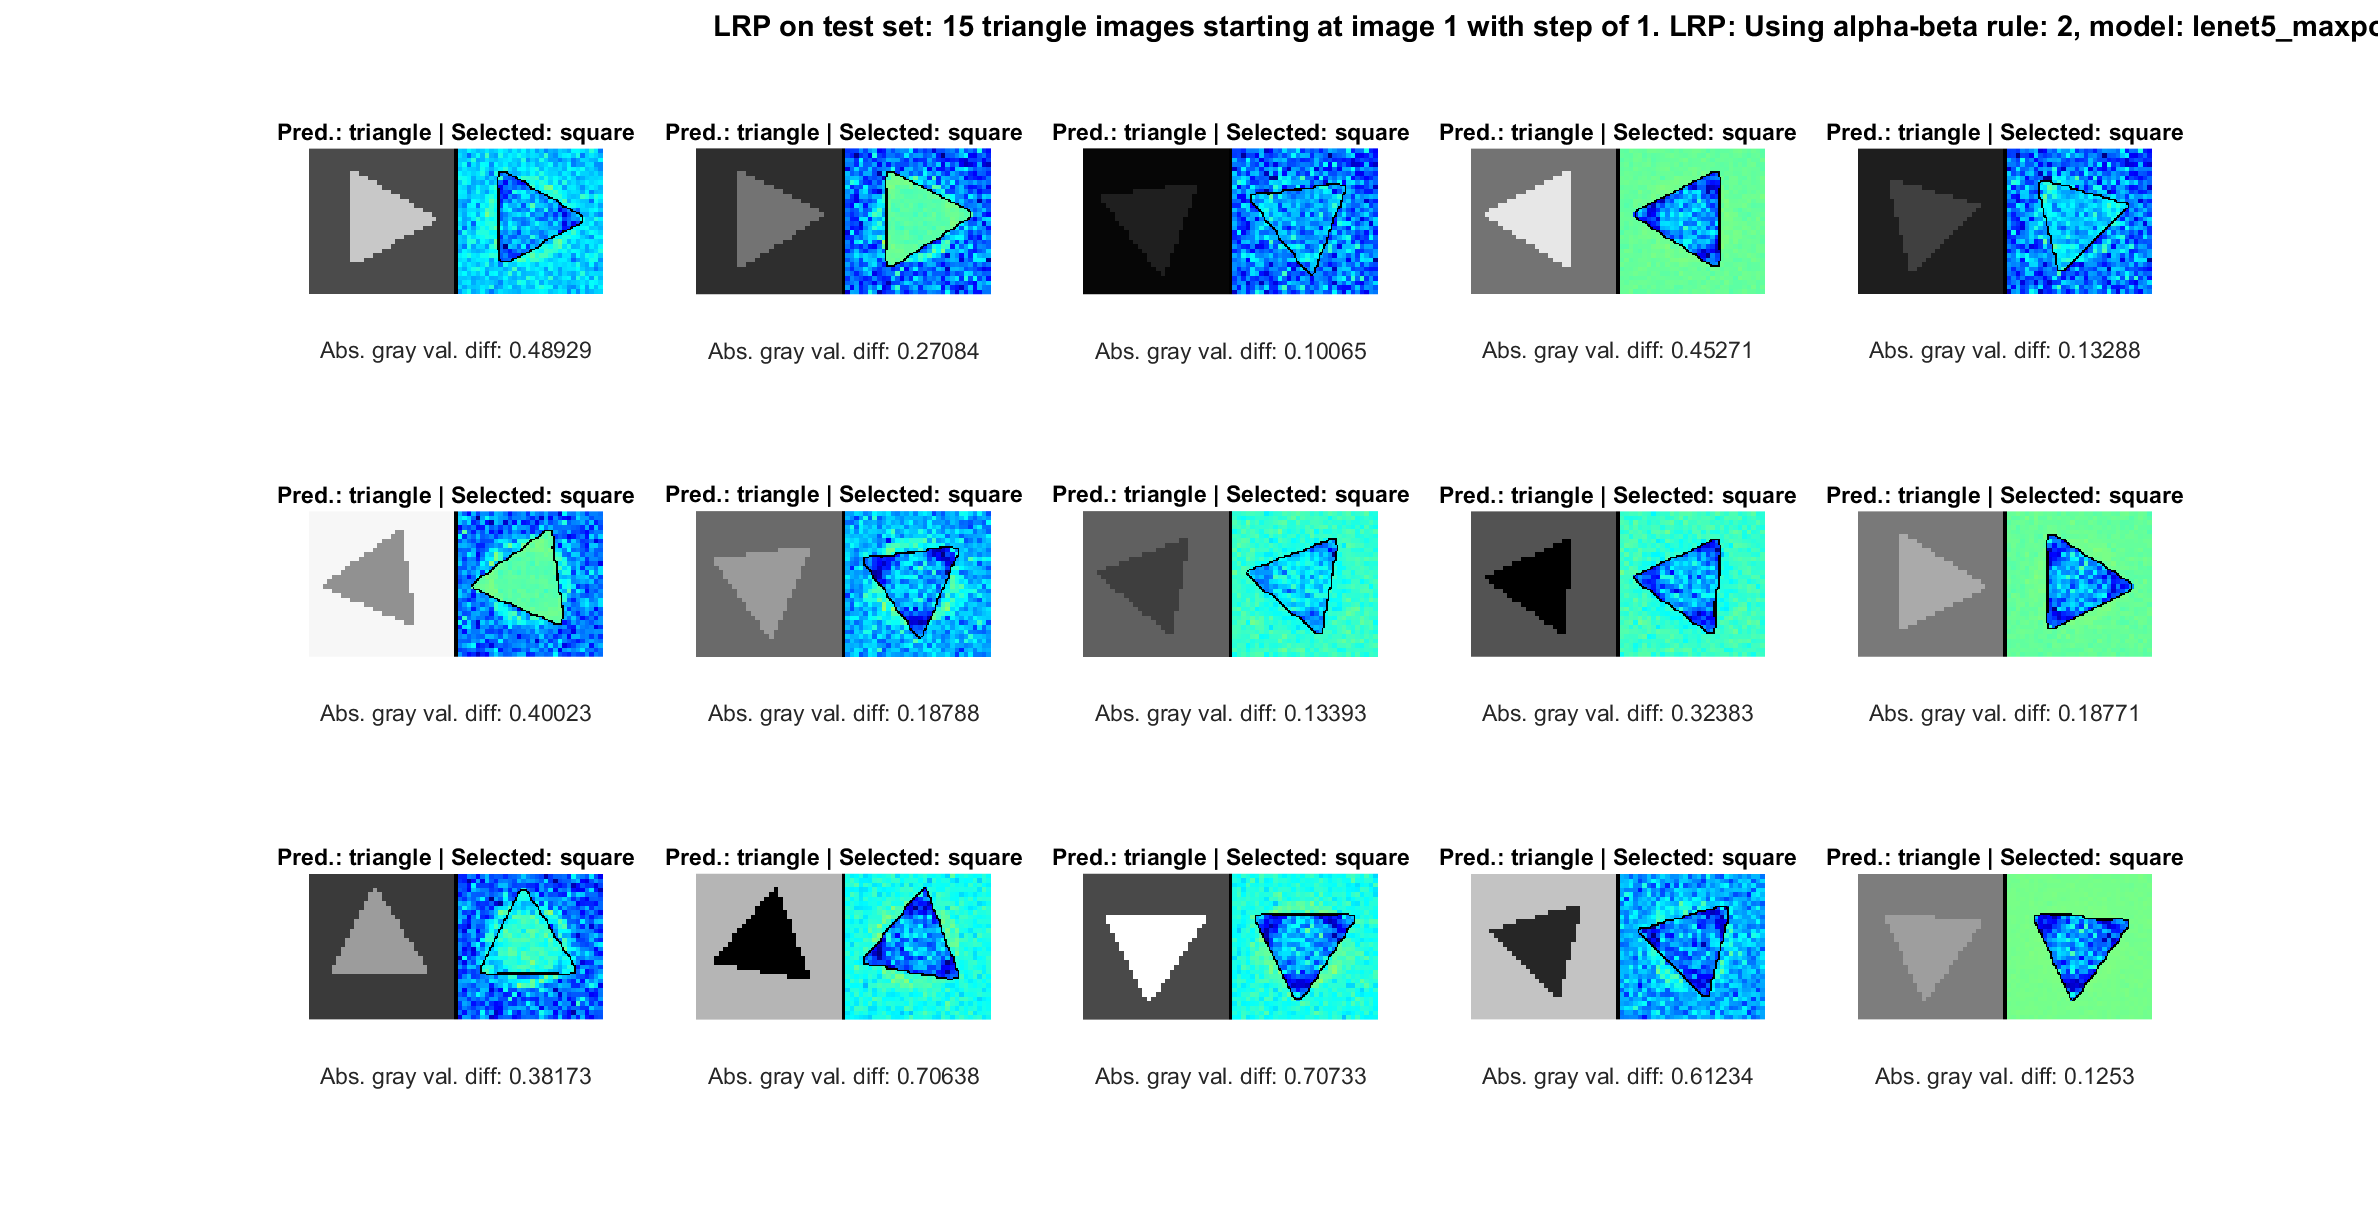 LRP on test set: 15 triangle images starting at image 1 with step of 1. LRP: Using alpha-beta rule: 2, model: lenet5_maxpo
Pred.: triangle | Selected: square Pred.: triangle | Selected: square Pred.: triangle | Selected: square Pred.: triangle | Selected: square Pred.: triangle | Selected: square
Abs. gray val. diff: 0.48929 Abs. gray val. diff: 0.27084 Abs. gray val. diff: 0.10065 Abs. gray val. diff: 0.45271 Abs. gray val. diff: 0.13288
Pred.: triangle | Selected: square Pred.: triangle | Selected: square Pred.: triangle | Selected: square Pred.: triangle | Selected: square Pred.: triangle | Selected: square
Abs. gray val. diff: 0.40023 Abs. gray val. diff: 0.18788 Abs. gray val. diff: 0.13393 Abs. gray val. diff: 0.32383 Abs. gray val. diff: 0.18771
Pred.: triangle | Selected: square Pred.: triangle | Selected: square Pred.: triangle | Selected: square Pred.: triangle | Selected: square Pred.: triangle | Selected: square
Abs. gray val. diff: 0.38173 Abs. gray val. diff: 0.70638 Abs. gray val. diff: 0.70733 Abs. gray val. diff: 0.61234 Abs. gray val. diff: 0.1253